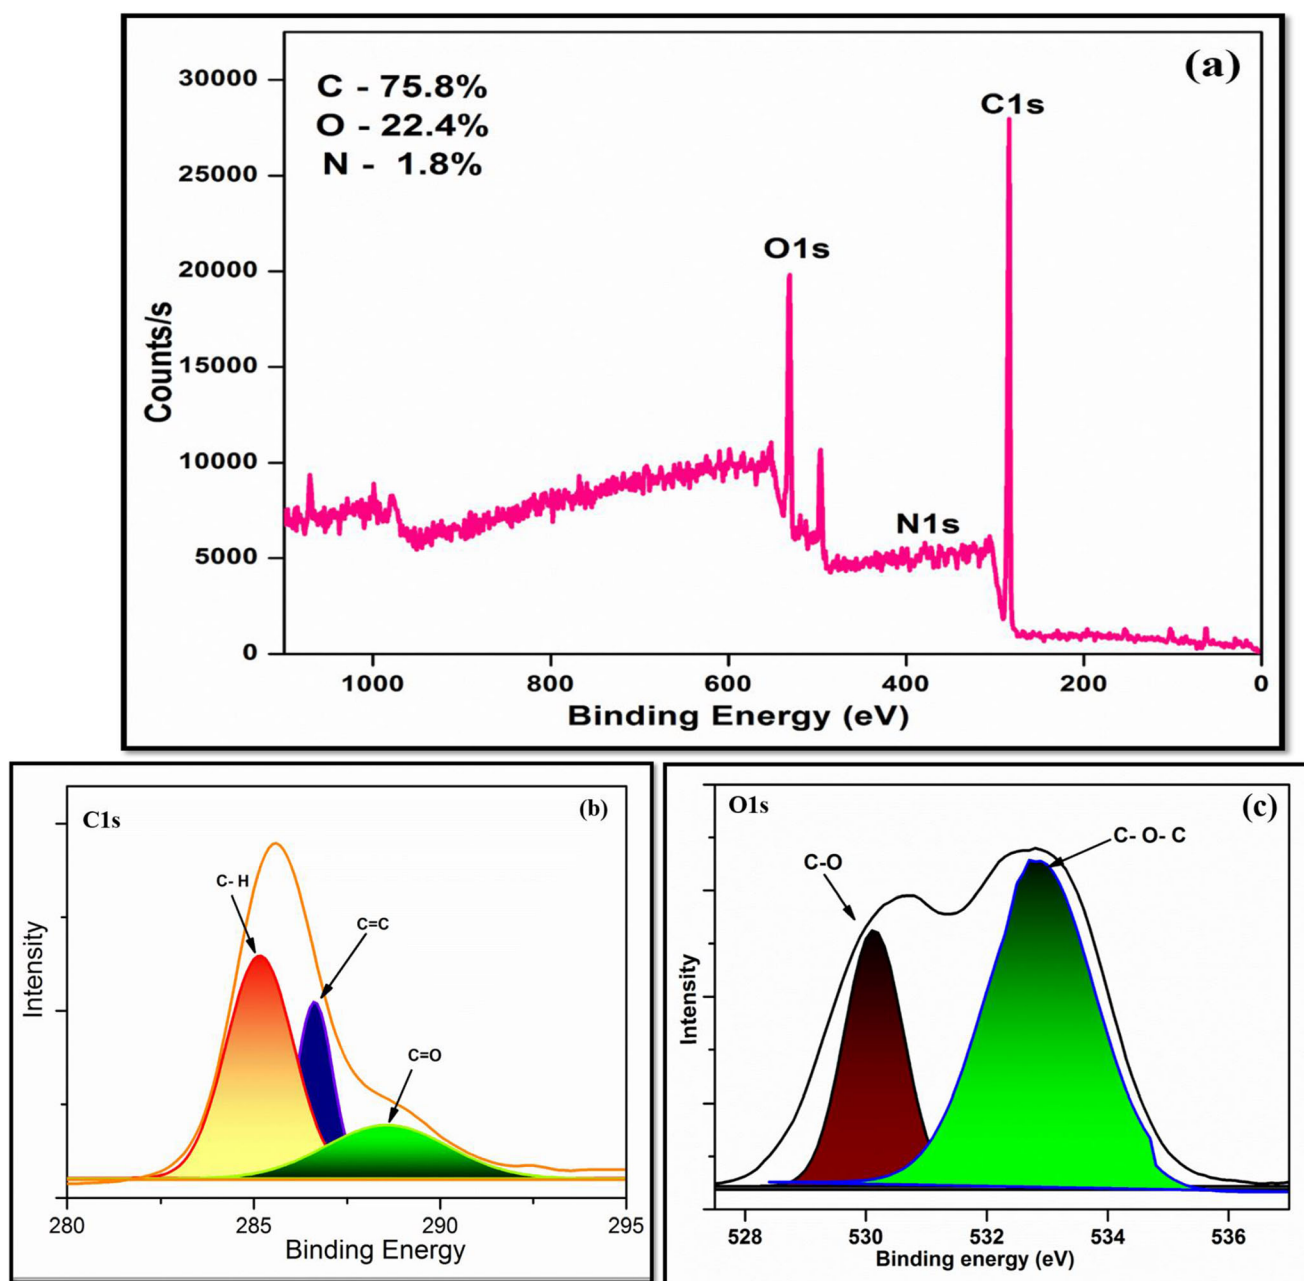 (a)
C - 75.8%
O - 22.4%
N - 1.8%
C1s
O1s
N1s
30000
25000
20000
15000
10000
5000
0
Counts/s
1000 800 600 400 200 0
Binding Energy (eV)
C1s
(b)
C- H
C=C
C=O
Intensity
280 285 290 295
Binding Energy
O1s
(c)
C-O
C- O- C
Intensity
528 530 532 534 536
Binding energy (eV)